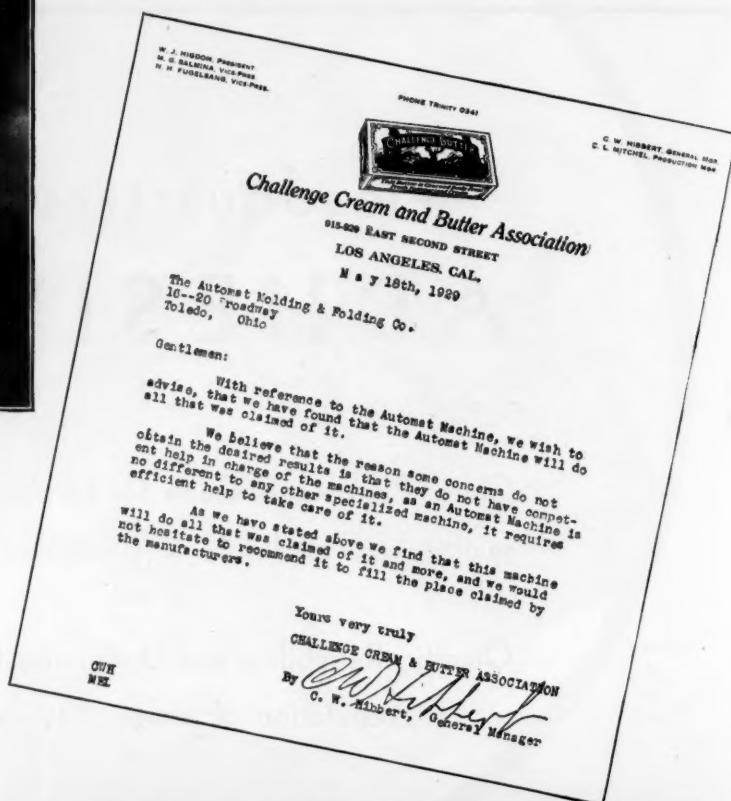 W. J. HIGDON, PRESIDENT
M. G. SALMINA, VICE-PRES.
N. H. FUGELSANG, VICE-PRES.
PHONE TRINITY 0341
C. W. HIBBERT, GENERAL MGR.
C. L. MITCHEL, PRODUCTION MGR
CHALLENGE BUTTER
Challenge Cream and Butter Association
EAST SECOND STREET
LOS ANGELES, CAL.
May 18th, 1929
The Automat Molding & Folding Co.
16--20 Broadway
Toledo, Ohio
Gentlemen:
With reference to the Automat Machine, we wish to
advise, that we have found that the Automat Machine will do
all that was claimed of it.
We believe that the reason some concerns do not
obtain the desired results is that they do not have compet-
ent help in charge of the machines, as an Automat Machine is
no different to any other specialized machine, it requires
efficient help to take care of it.
As we have stated above we find that this machine
will do all that was claimed of it and more, and we would
not hesitate to recommend it to fill the place claimed by
the manufacturers.
Yours very truly
CHALLENGE CREAM & BUTTER ASSOCIATION
By CW Hibbert
C. W. Hibbert, General Manager
CWH
MEL